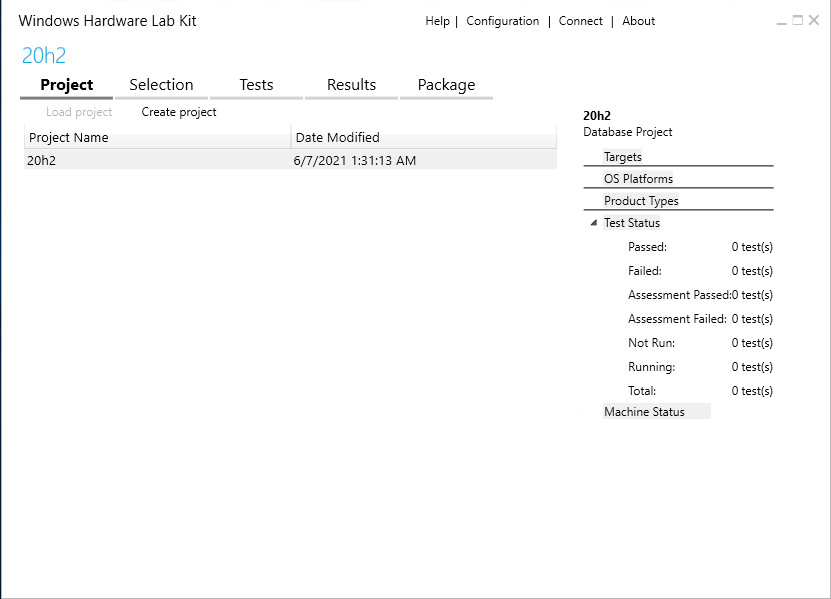 Windows Hardware Lab Kit
Help | Configuration | Connect | About
20h2
Project Selection Tests Results Package
Load project Create project
Project Name Date Modified
20h2 6/7/2021 1:31:13 AM
20h2
Database Project
Targets
OS Platforms
Product Types
Test Status
Passed: 0 test(s)
Failed: 0 test(s)
Assessment Passed:0 test(s)
Assessment Failed: 0 test(s)
Not Run: 0 test(s)
Running: 0 test(s)
Total: 0 test(s)
Machine Status